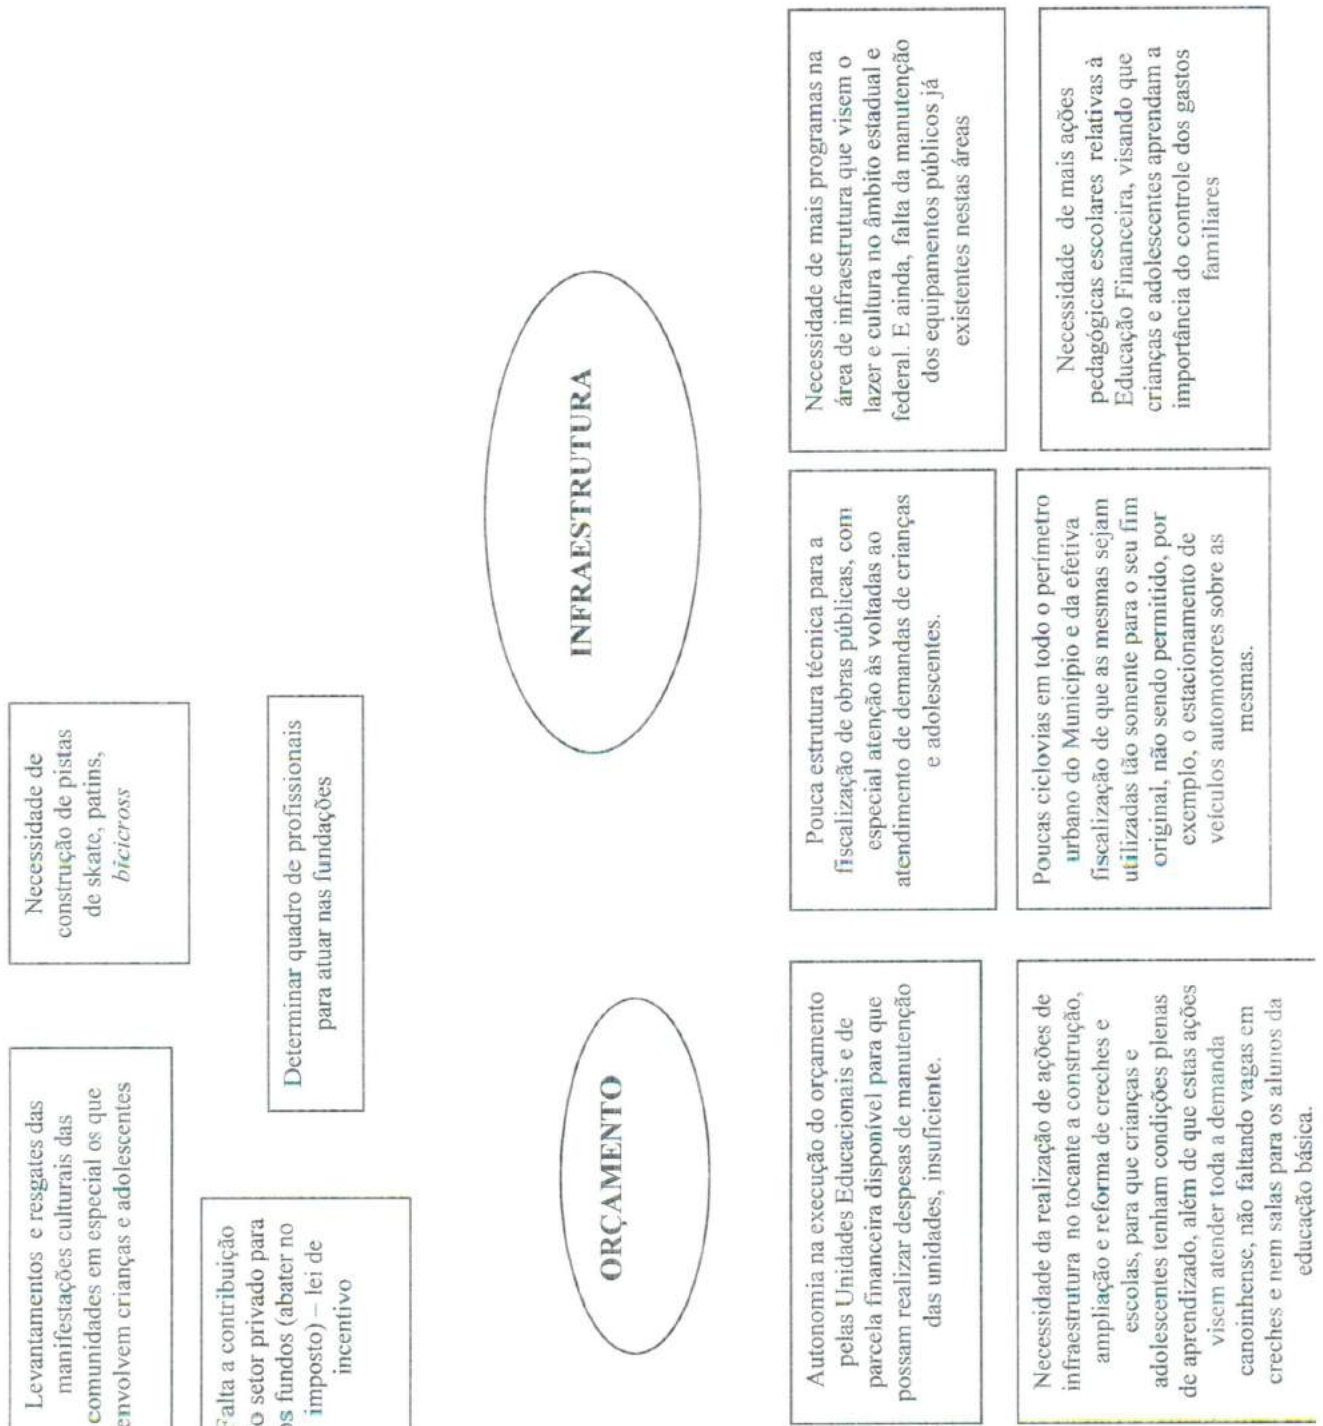 Levantamentos e resgates das
manifestações culturais das
comunidades em especial os que
envolvem crianças e adolescentes
Necessidade de
construção de pistas
de skate, patins,
bicicross
Falta a contribuição
o setor privado para
os fundos (abater no
imposto) – lei de
incentivo
Determinar quadro de profissionais
para atuar nas fundações
ORÇAMENTO
INFRAESTRUTURA
Autonomia na execução do orçamento
pelas Unidades Educacionais e de
parcela financeira disponível para que
possam realizar despesas de manutenção
das unidades, insuficiente.
Pouca estrutura técnica para a
fiscalização de obras públicas, com
especial atenção às voltadas ao
atendimento de demandas de crianças
e adolescentes.
Necessidade de mais programas na
área de infraestrutura que visem o
lazer e cultura no âmbito estadual e
federal. E ainda, falta da manutenção
dos equipamentos públicos já
existentes nestas áreas
Necessidade da realização de ações de
infraestrutura no tocante a construção,
ampliação e reforma de creches e
escolas, para que crianças e
adolescentes tenham condições plenas
de aprendizado, além de que estas ações
visem atender toda a demanda
canoinhense, não faltando vagas em
creches e nem salas para os alunos da
educação básica.
Poucas ciclovias em todo o perímetro
urbano do Município e da efetiva
fiscalização de que as mesmas sejam
utilizadas tão somente para o seu fim
original, não sendo permitido, por
exemplo, o estacionamento de
veículos automotores sobre as
mesmas.
Necessidade de mais ações
pedagógicas escolares relativas à
Educação Financeira, visando que
crianças e adolescentes aprendam a
importância do controle dos gastos
familiares